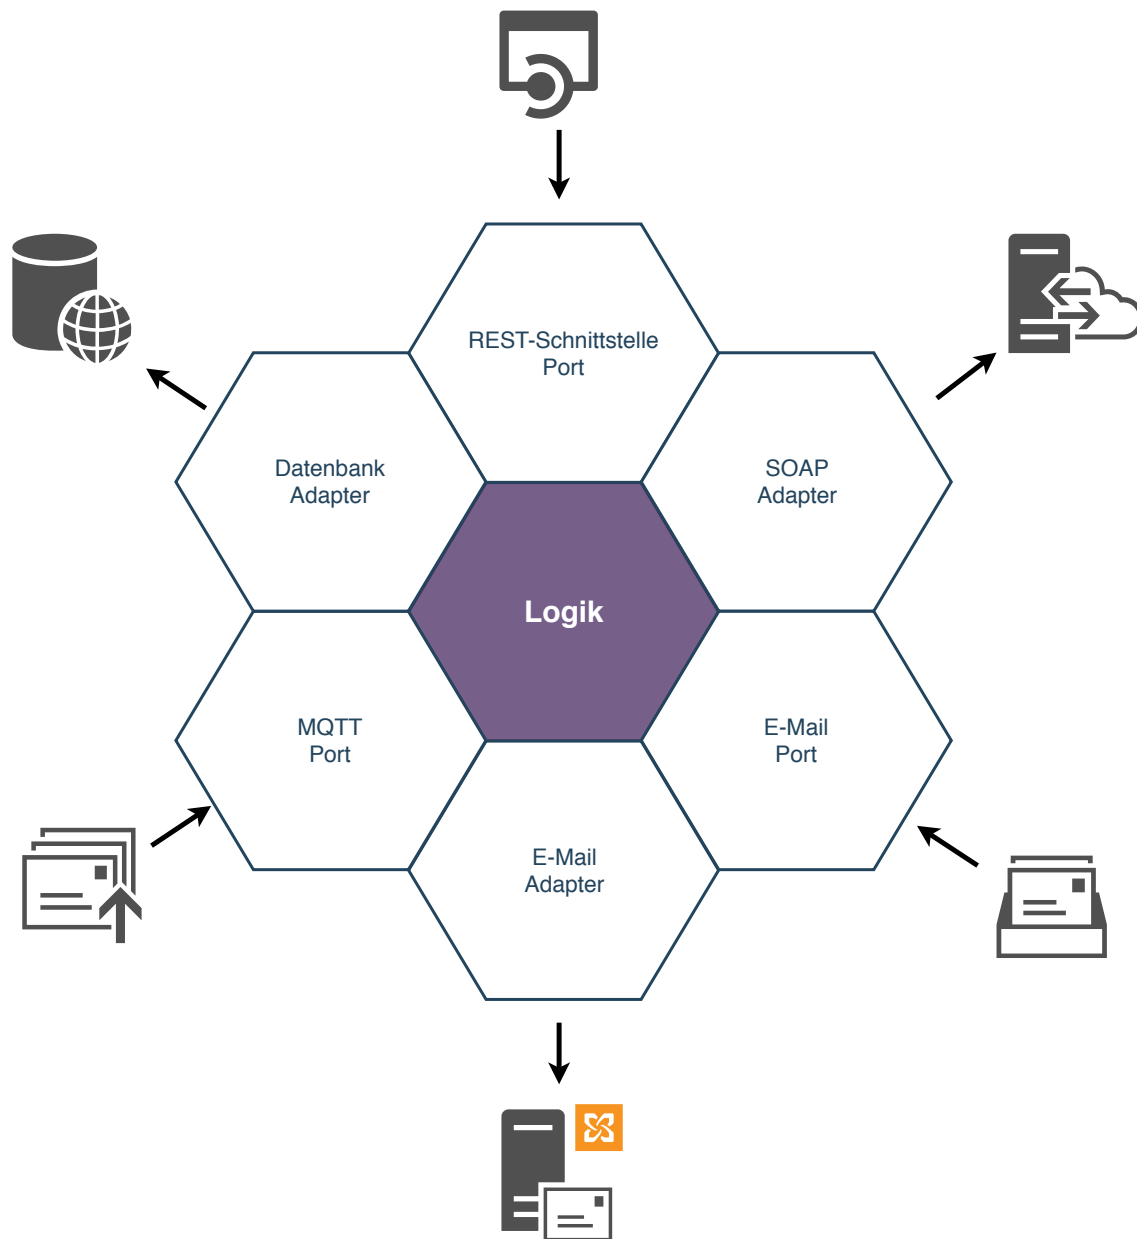 REST-Schnittstelle
Port
Datenbank
Adapter
SOAP
Adapter
Logik
MQTT
Port
E-Mail
Port
E-Mail
Adapter